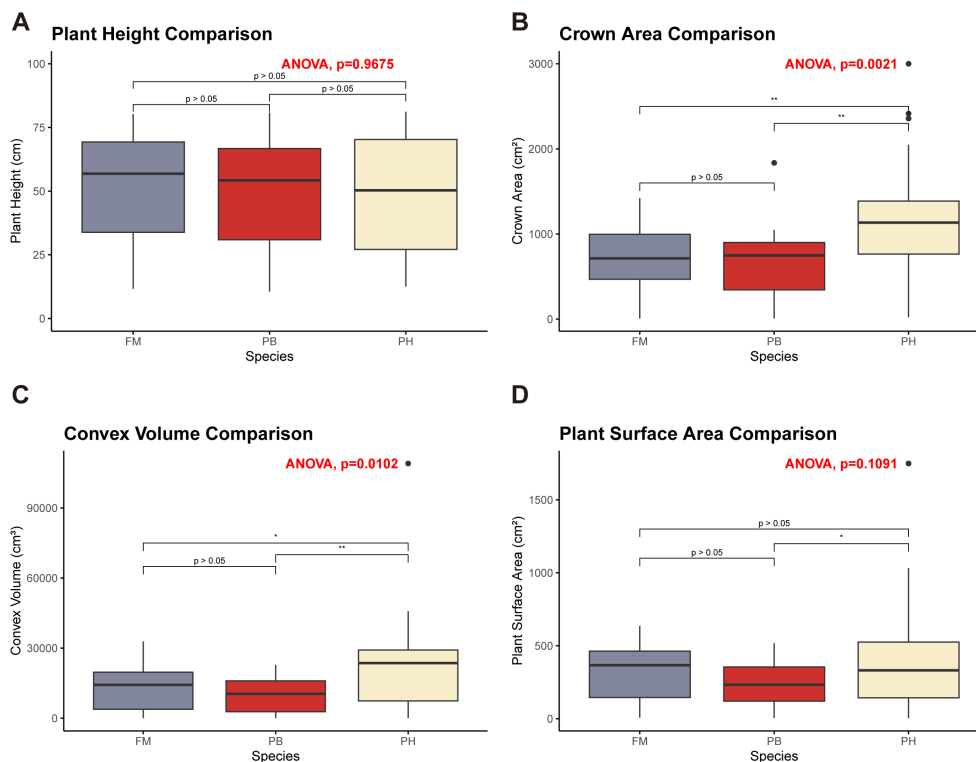 A
Plant Height Comparison
ANOVA, p=0.9675
100
75
50
25
0
Plant Height (cm)
p > 0.05
p > 0.05
p > 0.05
FM
PB
PH
Species
B
Crown Area Comparison
ANOVA, p=0.0021
3000
2000
1000
0
Crown Area (cm²)
**
**
p > 0.05
FM
PB
PH
Species
C
Convex Volume Comparison
ANOVA, p=0.0102
90000
60000
30000
0
Convex Volume (cm³)
*
**
p > 0.05
FM
PB
PH
Species
D
Plant Surface Area Comparison
ANOVA, p=0.1091
1500
1000
500
0
Plant Surface Area (cm²)
p > 0.05
*
p > 0.05
FM
PB
PH
Species